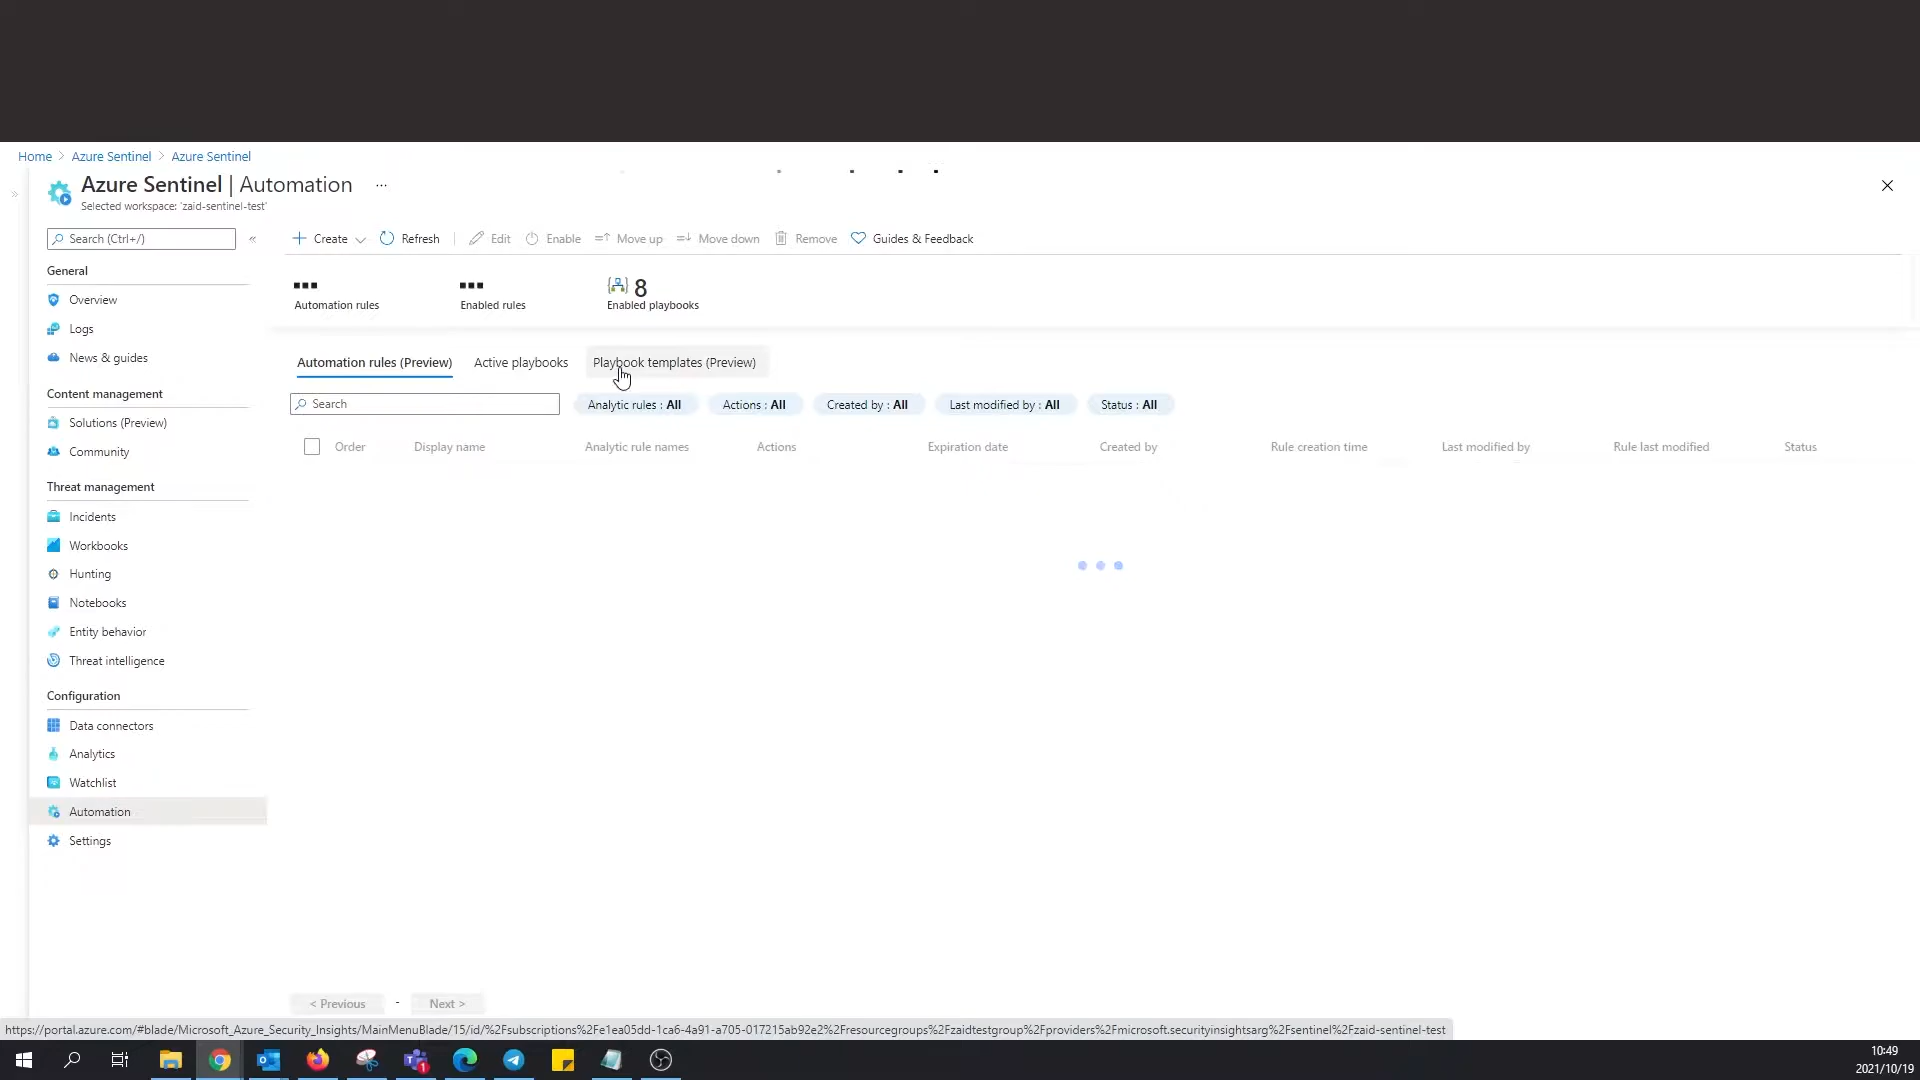 Home > Azure Sentinel > Azure Sentinel
Azure Sentinel | Automation ...
Selected workspace: 'zaid-sentinel-test'
Search (Ctrl+/) «
+ Create Refresh Edit Enable Move up Move down Remove Guides & Feedback
General
Overview
Logs
News & guides
Content management
Solutions (Preview)
Community
Threat management
Incidents
Workbooks
Hunting
Notebooks
Entity behavior
Threat intelligence
Configuration
Data connectors
Analytics
Watchlist
Automation
Settings
8
Automation rules Enabled rules Enabled playbooks
Automation rules (Preview) Active playbooks Playbook templates (Preview)
Search Analytic rules : All Actions : All Created by : All Last modified by : All Status : All
Order Display name Analytic rule names Actions Expiration date Created by Rule creation time Last modified by Rule last modified Status
< Previous - Next >
https://portal.azure.com/#blade/Microsoft_Azure_Security_Insights/MainMenuBlade/15/id/%2Fsubscriptions%2Fe1ea05dd-1ca6-4a91-a705-017215ab92e2%2Fresourcegroups%2Fzaidtestgroup%2Fproviders%2Fmicrosoft.securityinsightsarg%2Fsentinel%2Fzaid-sentinel-test
1
10:49
2021/10/19